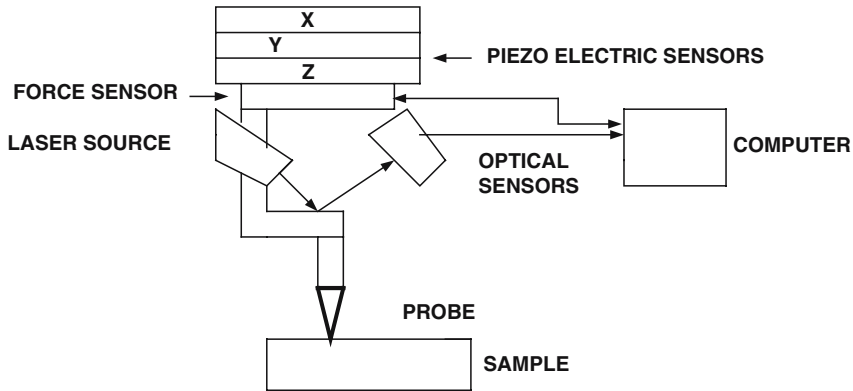 X
Y
Z
PIEZO ELECTRIC SENSORS
FORCE SENSOR
LASER SOURCE
OPTICAL
SENSORS
COMPUTER
PROBE
SAMPLE